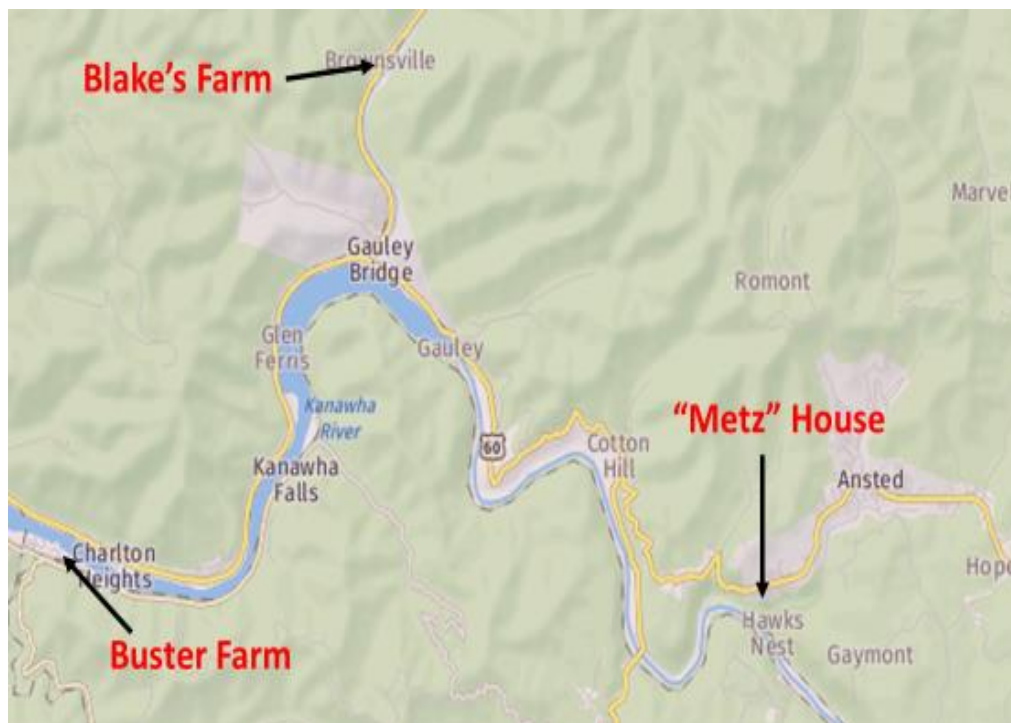 Brownsville
Blake’s Farm
Marve
Gauley
Bridge
Romont
Glen
Ferris
Gauley
Kanawha
River
“Metz” House
60
Cotton
Hill
Kanawha
Falls
Ansted
Charlton
Heights
Hope
Hawks
Nest
Gaymont
Buster Farm